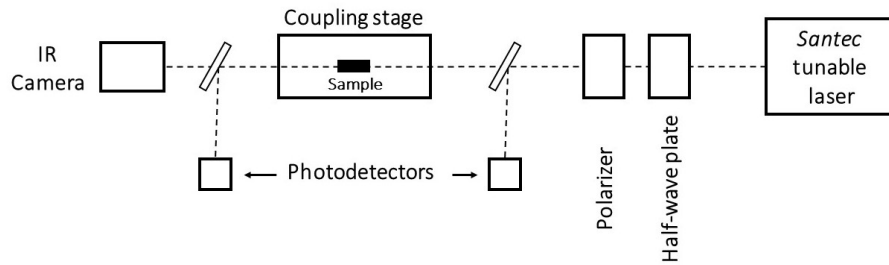 Coupling stage
IR
Camera
Sample
Santec
tunable
laser
Photodetectors
Polarizer
Half-wave plate